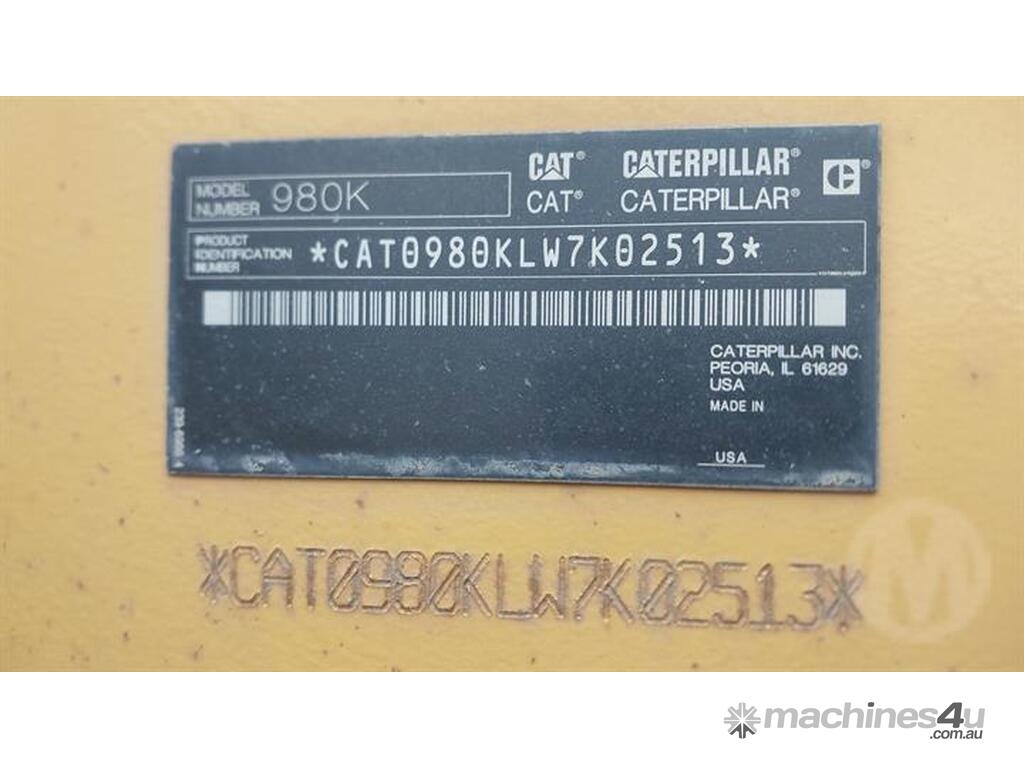 CAT® CATERPILLAR®
MODEL NUMBER 980K
CAT® CATERPILLAR®
PRODUCT IDENTIFICATION NUMBER *CAT0980KLW7K02513*
CATERPILLAR INC.
PEORIA, IL 61629
USA
MADE IN
USA
*CAT0980KLW7K02513*
M
machines4u
.com.au